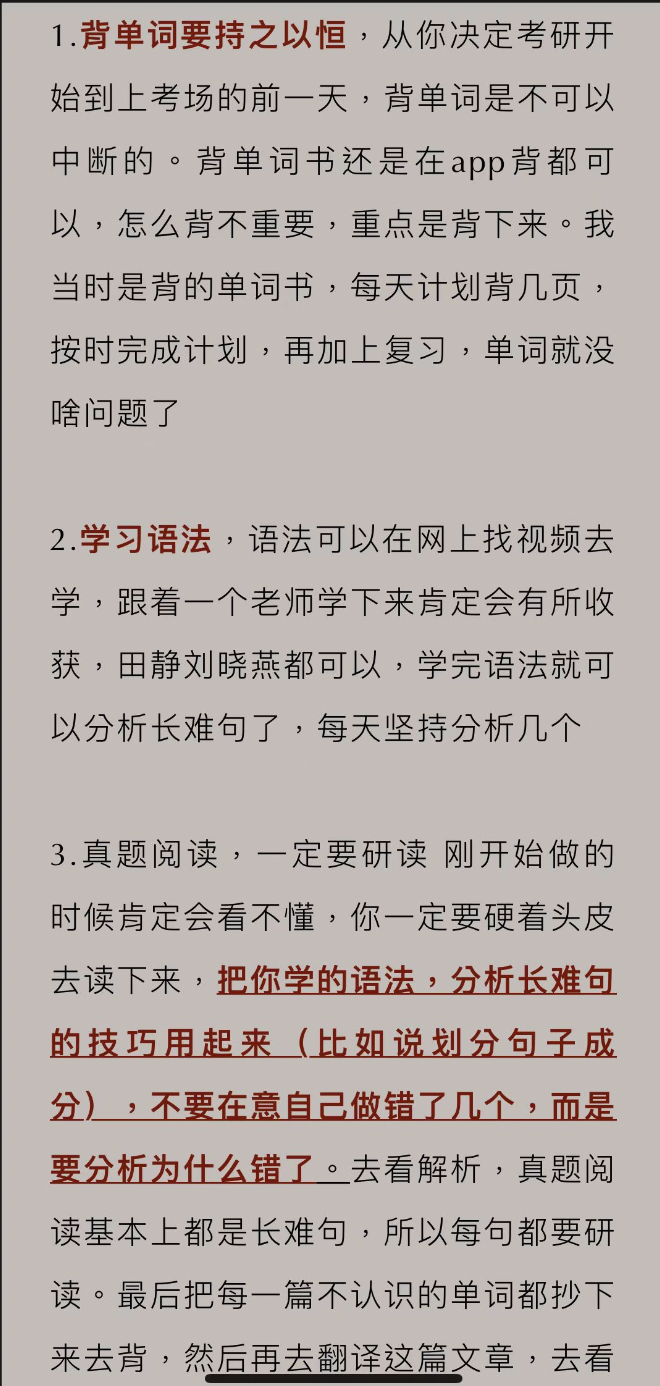 1.背单词要持之以恒，从你决定考研开
始到上考场的前一天，背单词是不可以
中断的。背单词书还是在app背都可
以，怎么背不重要，重点是背下来。我
当时是背的单词书，每天计划背几页，
按时完成计划，再加上复习，单词就没
啥问题了
2.学习语法，语法可以在网上找视频去
学，跟着一个老师学下来肯定会有所收
获，田静刘晓燕都可以，学完语法就可
以分析长难句了，每天坚持分析几个
3.真题阅读，一定要研读 刚开始做的
时候肯定会看不懂，你一定要硬着头皮
去读下来，把你学的语法，分析长难句
的技巧用起来（比如说划分句子成
分），不要在意自己做错了几个，而是
要分析为什么错了。去看解析，真题阅
读基本上都是长难句，所以每句都要研
读。最后把每一篇不认识的单词都抄下
来去背，然后再去翻译这篇文章，去看